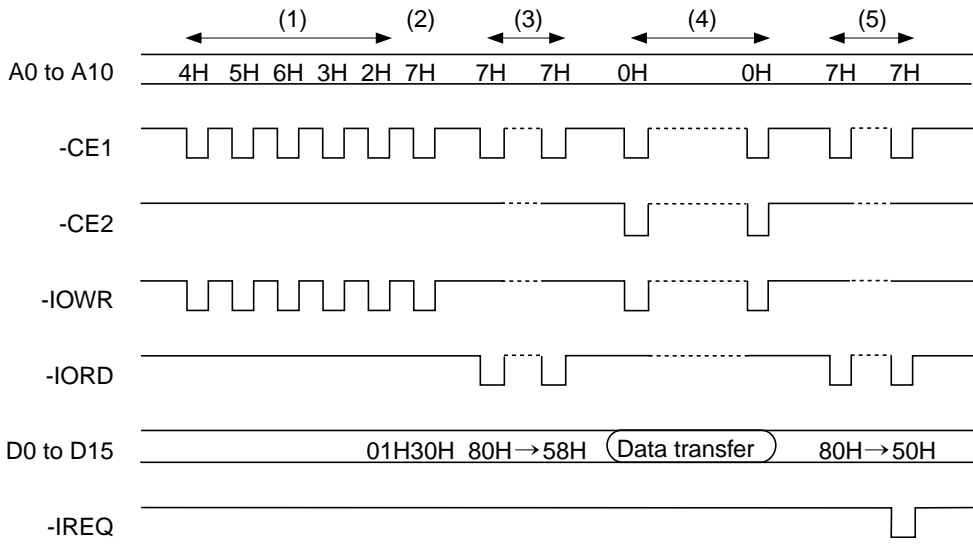 (1) (2) (3) (4) (5)
A0 to A10 4H 5H 6H 3H 2H 7H 7H 7H 0H 0H 7H 7H
-CE1
-CE2
-IOWR
-IORD
D0 to D15 01H30H 80H→58H Data transfer 80H→50H
-IREQ